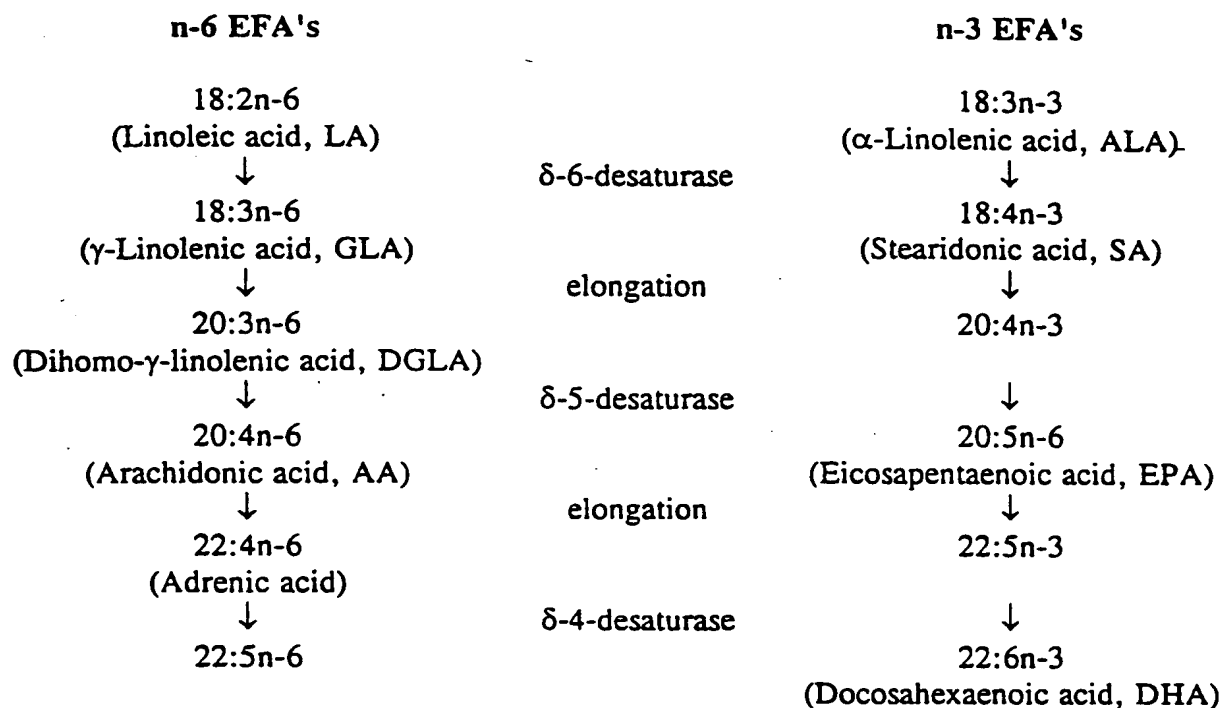 n-6 EFA's n-3 EFA's
18:2n-6 18:3n-3
(Linoleic acid, LA) (α-Linolenic acid, ALA)
↓ δ-6-desaturase ↓
18:3n-6 18:4n-3
(γ-Linolenic acid, GLA) (Stearidonic acid, SA)
↓ elongation ↓
20:3n-6 20:4n-3
(Dihomo-γ-linolenic acid, DGLA)
↓ δ-5-desaturase ↓
20:4n-6 20:5n-6
(Arachidonic acid, AA) (Eicosapentaenoic acid, EPA)
↓ elongation ↓
22:4n-6 22:5n-3
(Adrenic acid)
↓ δ-4-desaturase ↓
22:5n-6 22:6n-3
(Docosahexaenoic acid, DHA)